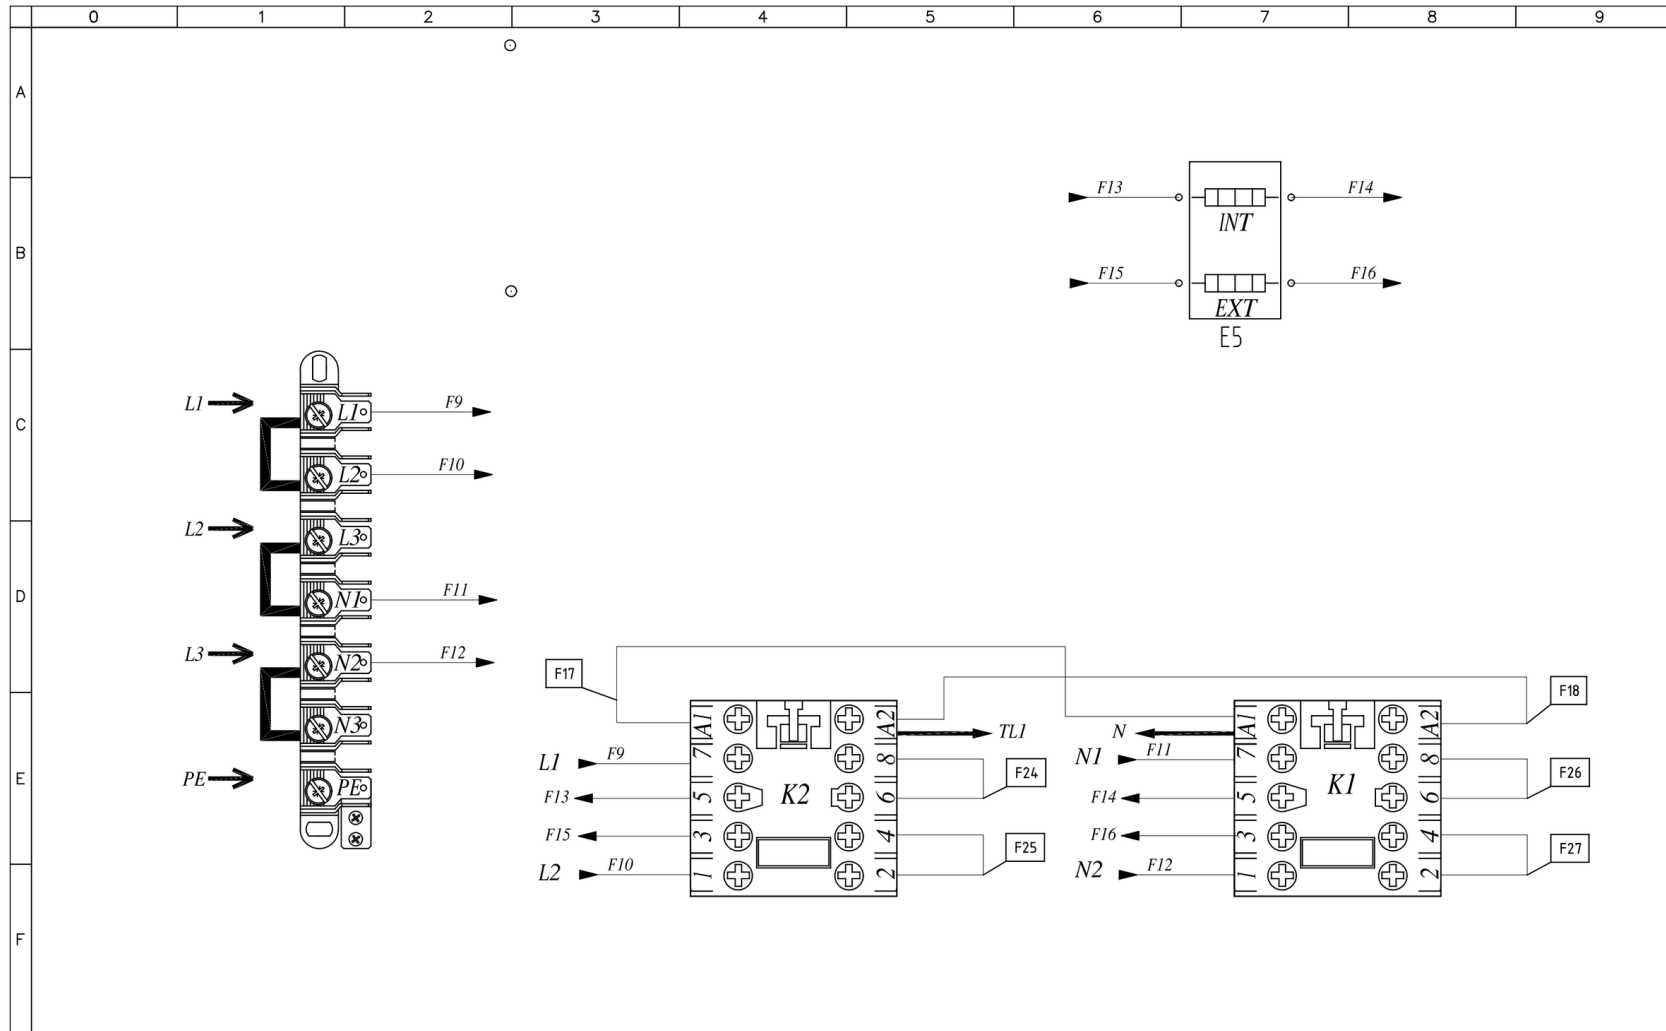 0 1 2 3 4 5 6 7 8 9
A
F13 F14
INT
B
F15 F16
EXT
E5
L1 L1 F9
C
L2 F10
L2 L3
D
N1 F11
L3 N2 F12
F17 F18
N3
PE PE
E
A1 A2 TL1
L1 F9 7 8 F24
F13 5 K2 6
F15 3 4 F25
L2 F10 1 2
N A1 A2
N1 F11 7 8 F26
F14 5 K1 6
F16 3 4 F27
N2 F12 1 2
F